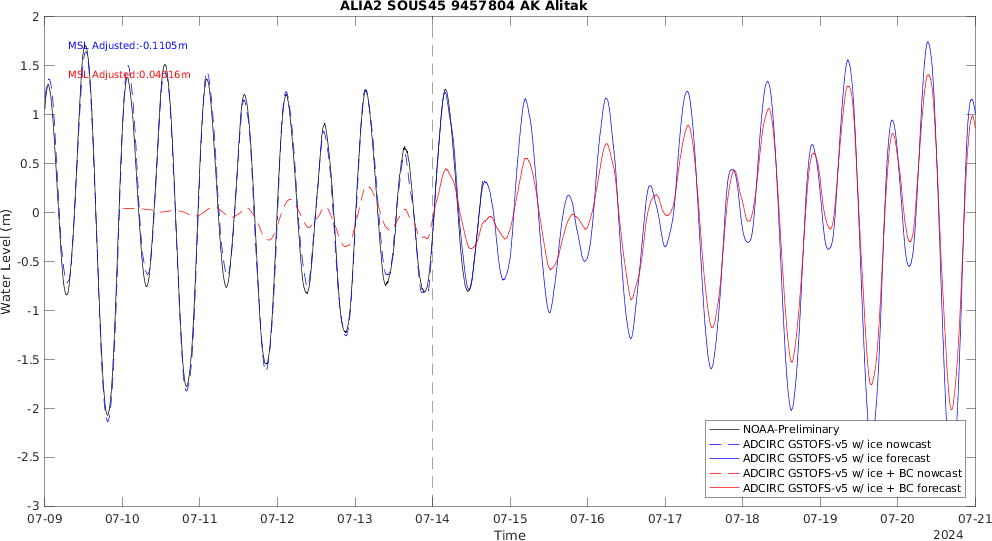 ALIA2 SOUS45 9457804 AK Alitak
MSL Adjusted:-0.1105m
MSL Adjusted:0.04316m
Water Level (m)
2
1.5
1
0.5
0
-0.5
-1
-1.5
-2
-2.5
-3
NOAA-Preliminary
ADCIRC GSTOFS-v5 w/ ice nowcast
ADCIRC GSTOFS-v5 w/ ice forecast
ADCIRC GSTOFS-v5 w/ ice + BC nowcast
ADCIRC GSTOFS-v5 w/ ice + BC forecast
07-09 07-10 07-11 07-12 07-13 07-14 07-15 07-16 07-17 07-18 07-19 07-20 07-21
Time
2024